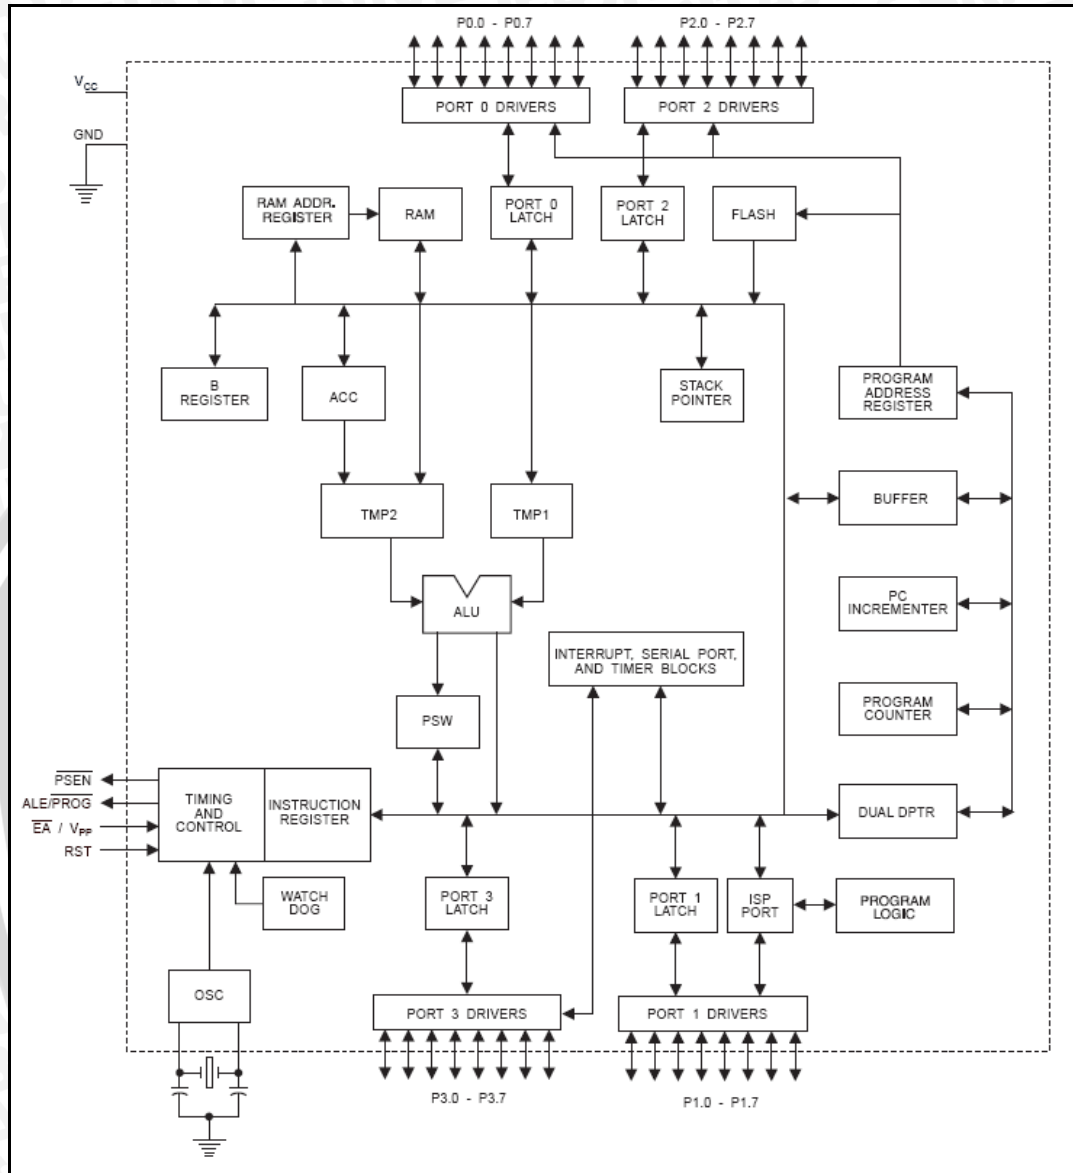 P0.0 - P0.7
P2.0 - P2.7
VCC
GND
PORT 0 DRIVERS
PORT 2 DRIVERS
RAM ADDR.
REGISTER
RAM
PORT 0
LATCH
PORT 2
LATCH
FLASH
B
REGISTER
ACC
STACK
POINTER
PROGRAM
ADDRESS
REGISTER
TMP2
TMP1
BUFFER
ALU
PC
INCREMENTER
INTERRUPT, SERIAL PORT,
AND TIMER BLOCKS
PSW
PROGRAM
COUNTER
PSEN
ALE/PROG
EA / VPP
RST
TIMING
AND
CONTROL
INSTRUCTION
REGISTER
DUAL DPTR
WATCH
DOG
PORT 3
LATCH
PORT 1
LATCH
ISP
PORT
PROGRAM
LOGIC
OSC
PORT 3 DRIVERS
PORT 1 DRIVERS
P3.0 - P3.7
P1.0 - P1.7